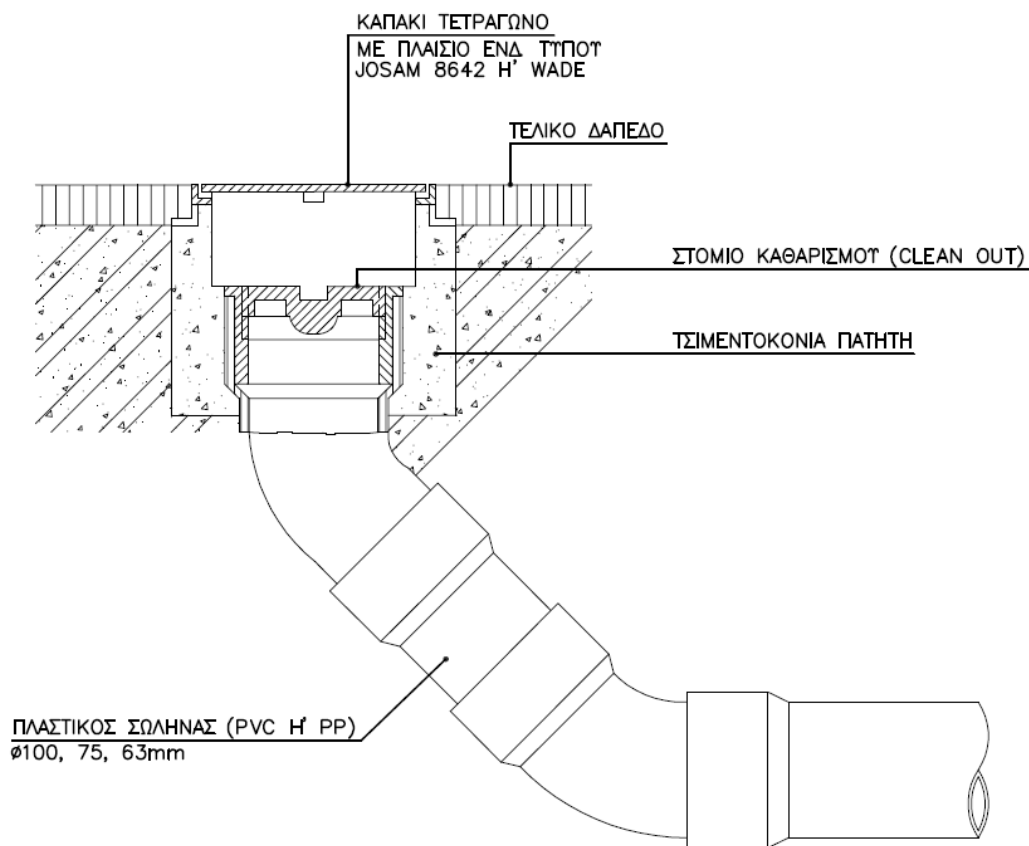 ΚΑΠΑΚΙ ΤΕΤΡΑΓΩΝΟ
ΜΕ ΠΛΑΙΣΙΟ ΕΝΔ. ΤΥΠΟΥ
JOSAM 8642 Η' WADE
ΤΕΛΙΚΟ ΔΑΠΕΔΟ
ΣΤΟΜΙΟ ΚΑΘΑΡΙΣΜΟΥ (CLEAN OUT)
ΤΣΙΜΕΝΤΟΚΟΝΙΑ ΠΑΤΗΤΗ
ΠΛΑΣΤΙΚΟΣ ΣΩΛΗΝΑΣ (PVC Η' PP)
Ø100, 75, 63mm